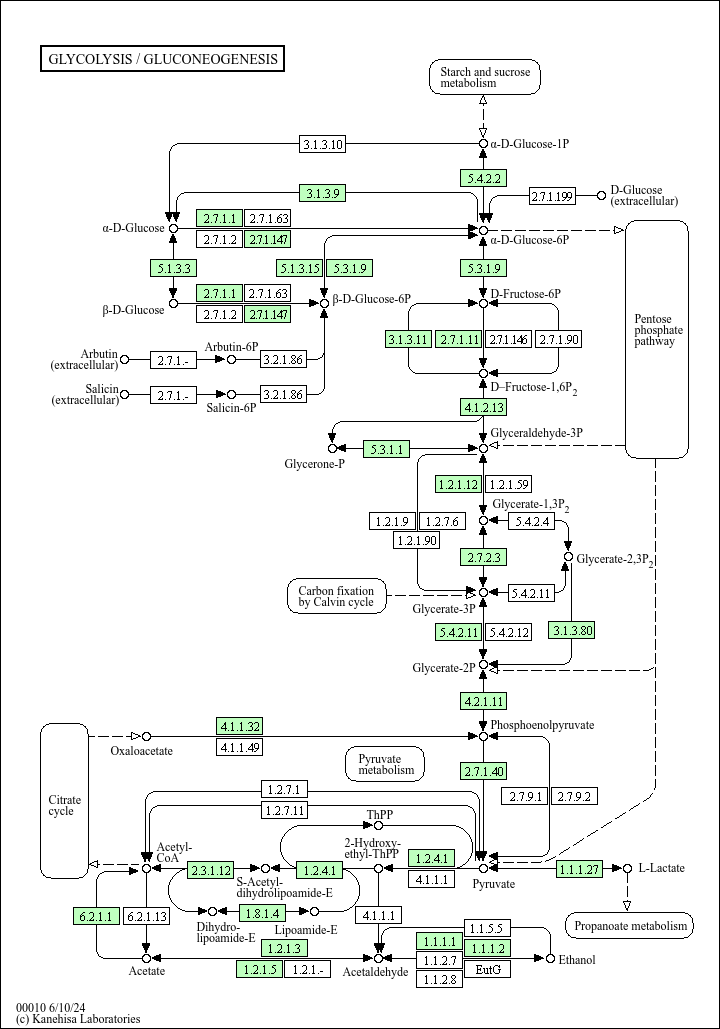 GLYCOLYSIS / GLUCONEOGENESIS
Starch and sucrose
metabolism
3.1.3.10
α-D-Glucose-1P
5.4.2.2
3.1.3.9
2.7.1.199
D-Glucose
(extracellular)
2.7.1.1
2.7.1.63
α-D-Glucose
2.7.1.2
2.7.1.147
α-D-Glucose-6P
5.1.3.3
5.1.3.15
5.3.1.9
5.3.1.9
2.7.1.1
2.7.1.63
β-D-Glucose
2.7.1.2
2.7.1.147
β-D-Glucose-6P
D-Fructose-6P
Pentose
phosphate
pathway
3.1.3.11
2.7.1.11
2.7.1.146
2.7.1.90
Arbutin
(extracellular)
2.7.1.-
Arbutin-6P
3.2.1.86
Salicin
(extracellular)
2.7.1.-
Salicin-6P
3.2.1.86
D-Fructose-1,6P2
4.1.2.13
Glyceraldehyde-3P
Glycerone-P
5.3.1.1
1.2.1.12
1.2.1.59
Glycerate-1,3P2
1.2.1.9
1.2.7.6
1.2.1.90
5.4.2.4
2.7.2.3
Glycerate-2,3P2
Carbon fixation
by Calvin cycle
5.4.2.11
Glycerate-3P
5.4.2.11
5.4.2.12
3.1.3.80
Glycerate-2P
4.2.1.11
4.1.1.32
Oxaloacetate
4.1.1.49
Phosphoenolpyruvate
Pyruvate
metabolism
2.7.1.40
Citrate
cycle
1.2.7.1
1.2.7.11
2.7.9.1
2.7.9.2
ThPP
Acetyl-
CoA
2-Hydroxy-
ethyl-ThPP
2.3.1.12
1.2.4.1
1.2.4.1
4.1.1.1
1.1.1.27
L-Lactate
S-Acetyl-
dihydrolipoamide-E
Pyruvate
6.2.1.1
6.2.1.13
1.8.1.4
4.1.1.1
Dihydro-
lipoamide-E
Lipoamide-E
Propanoate metabolism
1.1.5.5
1.2.1.3
1.1.1.1
1.1.1.2
1.1.2.7
EutG
1.1.2.8
Ethanol
Acetate
1.2.1.5
1.2.1.-
Acetaldehyde
00010 6/10/24
(c) Kanehisa Laboratories